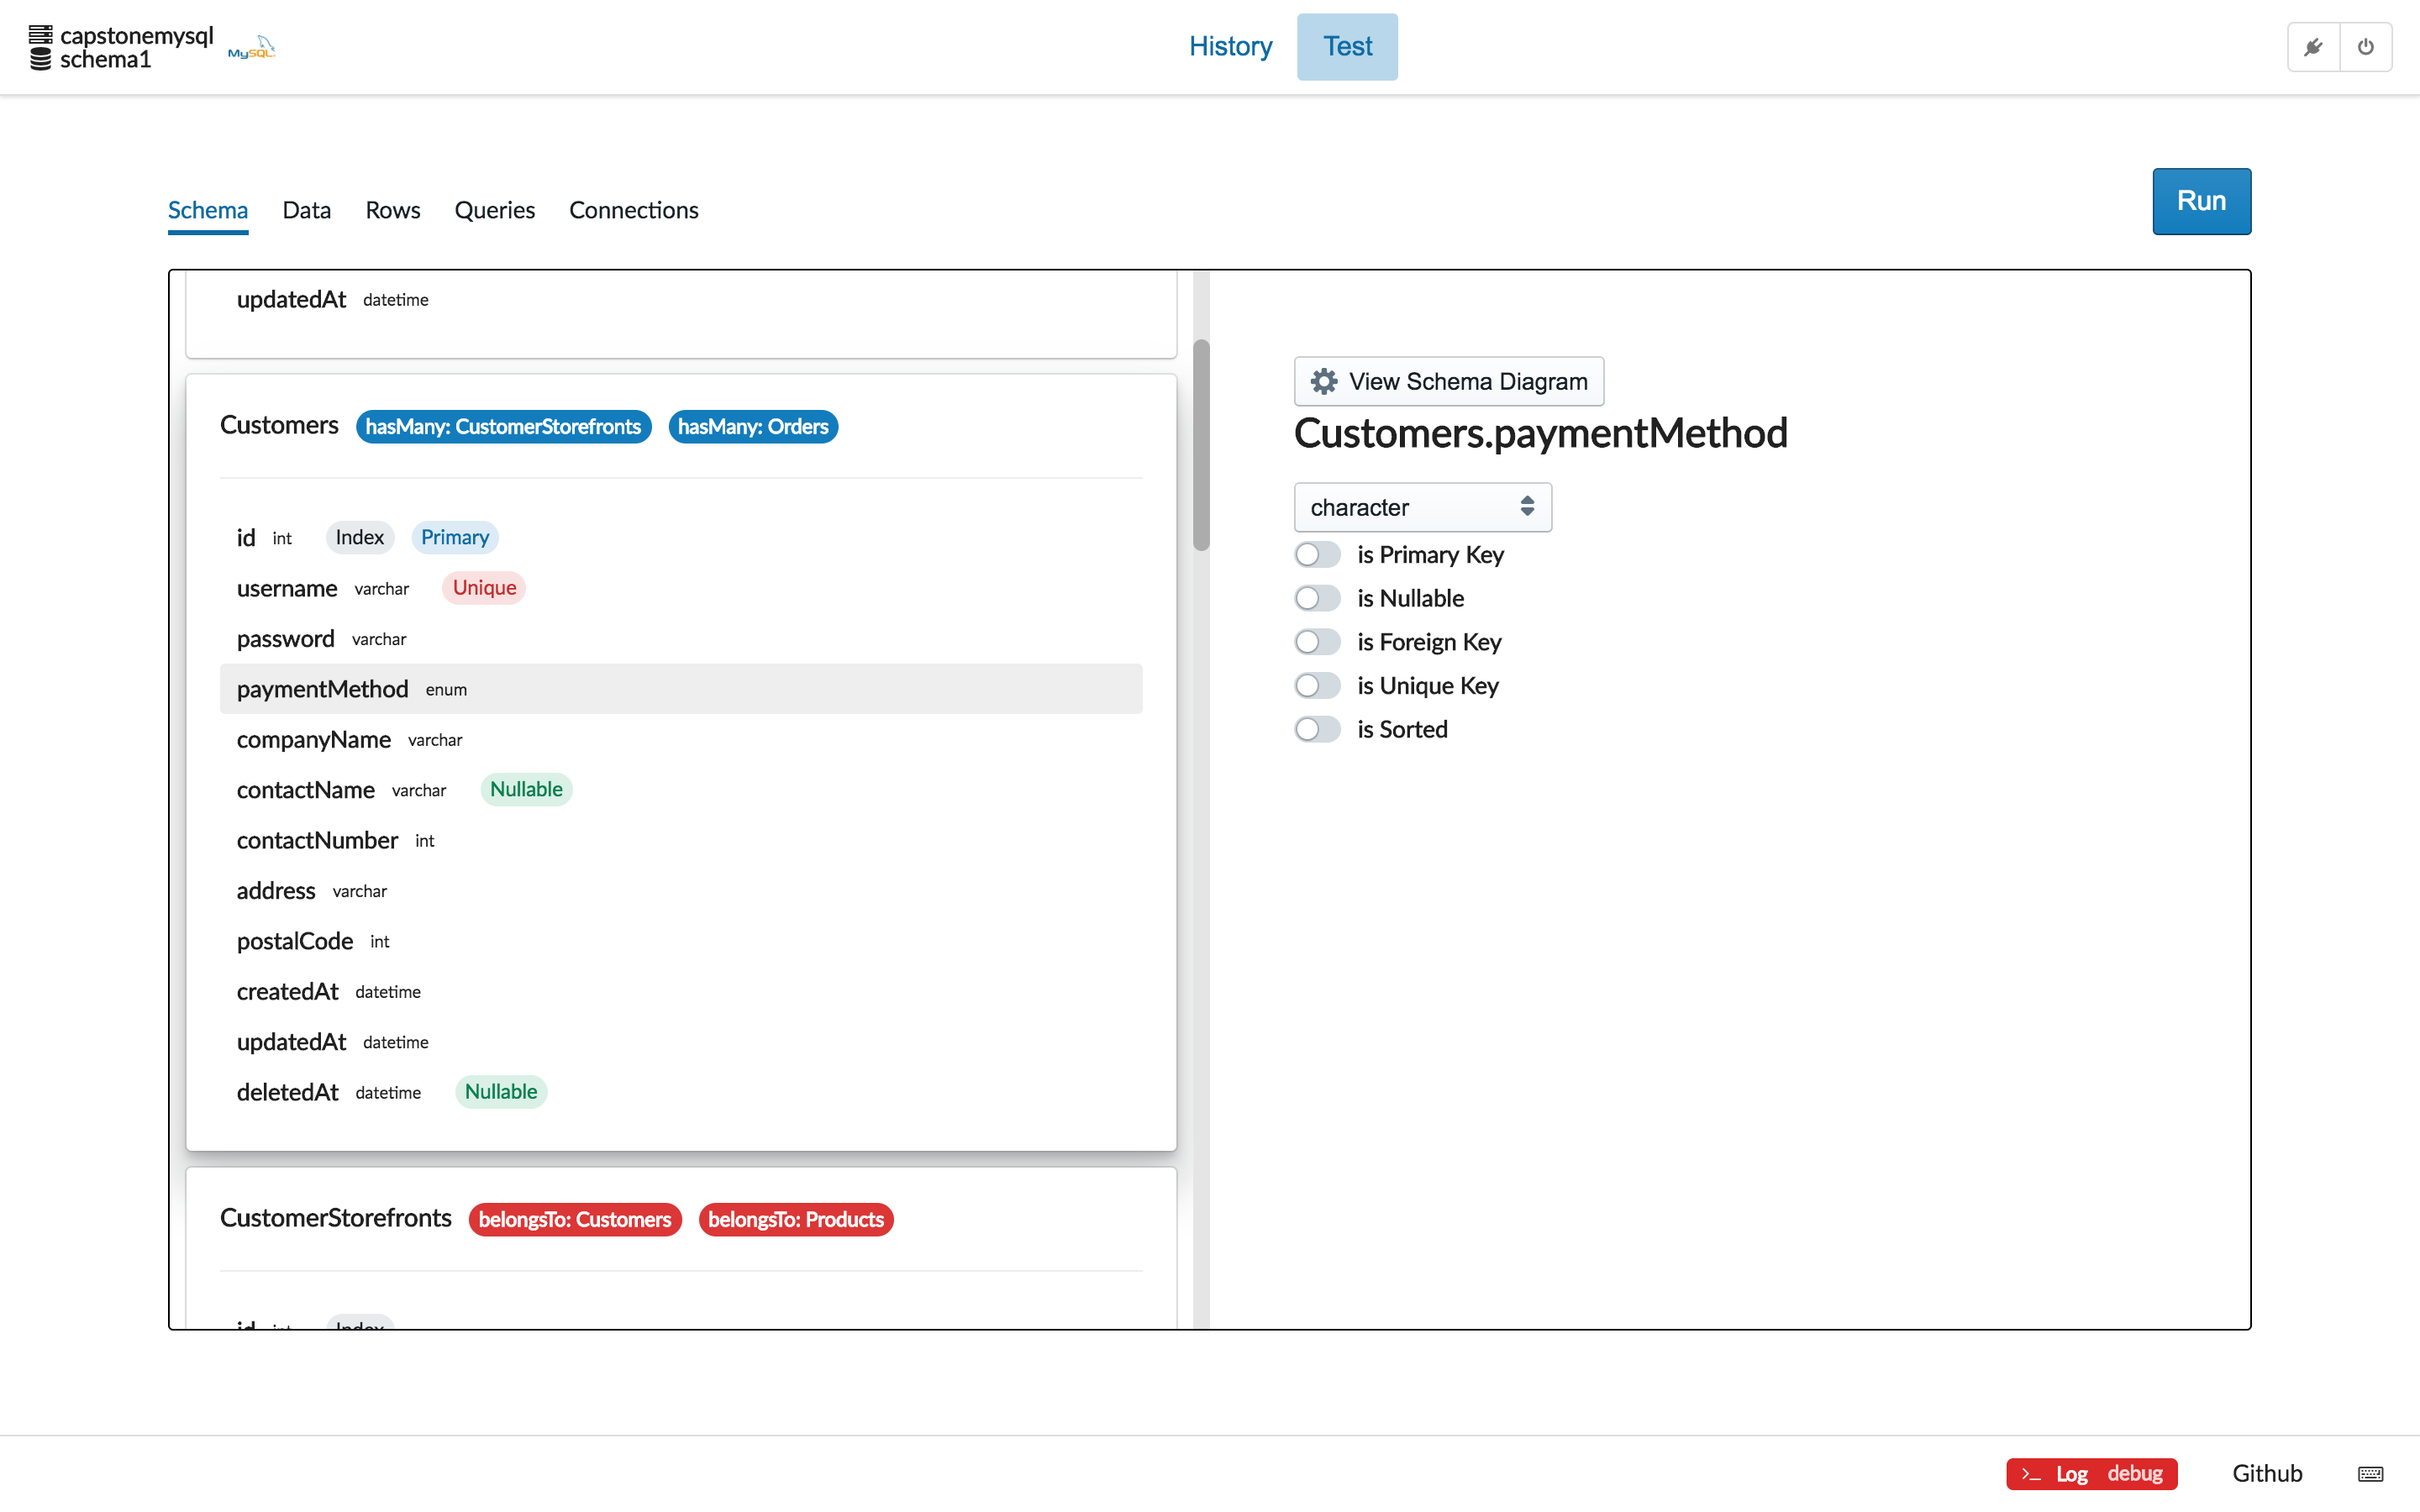 capstonemysql
schema1
MySQL
History
Test
Schema
Data
Rows
Queries
Connections
Run
updatedAt datetime
Customers hasMany: CustomerStorefronts hasMany: Orders
id int Index Primary
username varchar Unique
password varchar
paymentMethod enum
companyName varchar
contactName varchar Nullable
contactNumber int
address varchar
postalCode int
createdAt datetime
updatedAt datetime
deletedAt datetime Nullable
CustomerStorefronts belongsTo: Customers belongsTo: Products
id int Index
View Schema Diagram
Customers.paymentMethod
character
is Primary Key
is Nullable
is Foreign Key
is Unique Key
is Sorted
>_ Log debug
Github